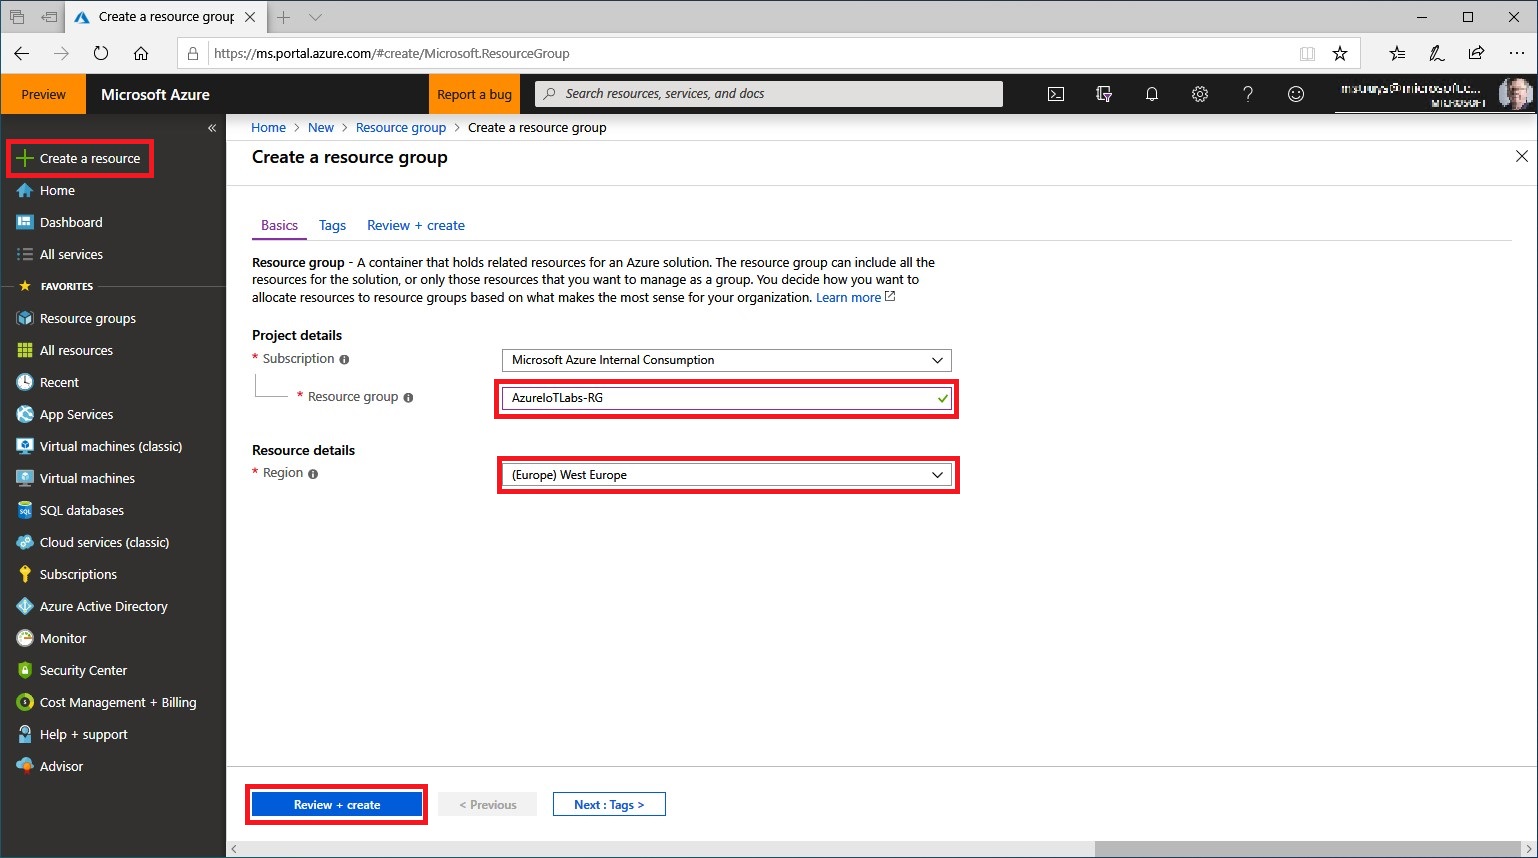 Create a resource group
https://ms.portal.azure.com/#create/Microsoft.ResourceGroup
Preview
Microsoft Azure
Report a bug
Search resources, services, and docs
MICROSOFT
Create a resource
Home
Dashboard
All services
FAVORITES
Resource groups
All resources
Recent
App Services
Virtual machines (classic)
Virtual machines
SQL databases
Cloud services (classic)
Subscriptions
Azure Active Directory
Monitor
Security Center
Cost Management + Billing
Help + support
Advisor
Home > New > Resource group > Create a resource group
Create a resource group
Basics Tags Review + create
Resource group - A container that holds related resources for an Azure solution. The resource group can include all the
resources for the solution, or only those resources that you want to manage as a group. You decide how you want to
allocate resources to resource groups based on what makes the most sense for your organization. Learn more
Project details
* Subscription
Microsoft Azure Internal Consumption
* Resource group
AzureIoTLabs-RG
Resource details
* Region
(Europe) West Europe
Review + create
< Previous
Next : Tags >